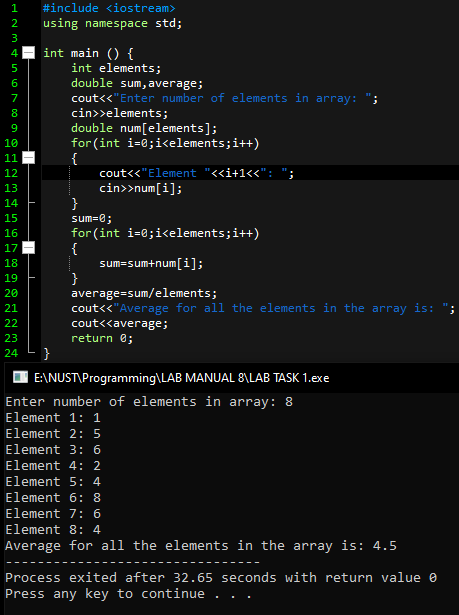 1 #include <iostream>
2 using namespace std;
3
4 int main () {
5 int elements;
6 double sum,average;
7 cout<<"Enter number of elements in array: ";
8 cin>>elements;
9 double num[elements];
10 for(int i=0;i<elements;i++)
11 {
12 cout<<"Element "<<i+1<<": ";
13 cin>>num[i];
14 }
15 sum=0;
16 for(int i=0;i<elements;i++)
17 {
18 sum=sum+num[i];
19 }
20 average=sum/elements;
21 cout<<"Average for all the elements in the array is: ";
22 cout<<average;
23 return 0;
24 }
E:\NUST\Programming\LAB MANUAL 8\LAB TASK 1.exe
Enter number of elements in array: 8
Element 1: 1
Element 2: 5
Element 3: 6
Element 4: 2
Element 5: 4
Element 6: 8
Element 7: 6
Element 8: 4
Average for all the elements in the array is: 4.5
--------------------------------
Process exited after 32.65 seconds with return value 0
Press any key to continue . . .